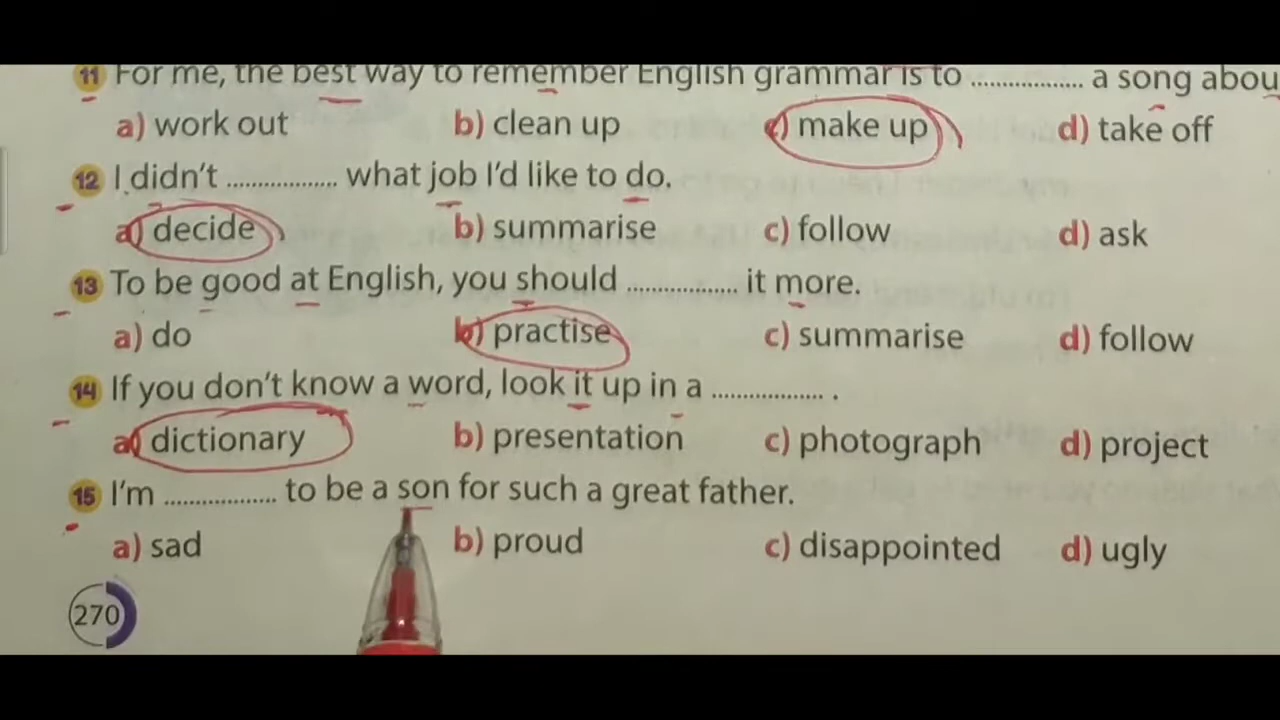 11 For me, the best way to remember English grammar is to .................. a song abou
a) work out b) clean up c) make up d) take off
12 I didn't .................. what job I'd like to do.
a) decide b) summarise c) follow d) ask
13 To be good at English, you should .................. it more.
a) do b) practise c) summarise d) follow
14 If you don't know a word, look it up in a .................. .
a) dictionary b) presentation c) photograph d) project
15 I'm .................. to be a son for such a great father.
a) sad b) proud c) disappointed d) ugly
270